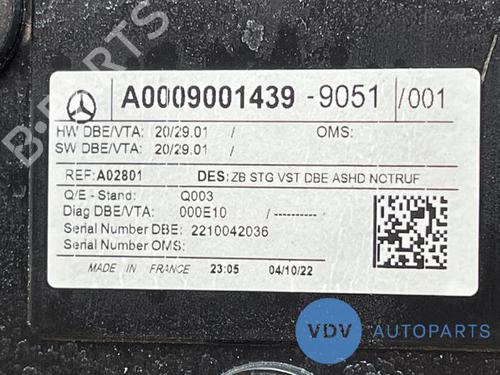 A0009001439 -9051 /001
HW DBE/VTA: 20/29.01 / OMS:
SW DBE/VTA: 20/29.01 /
REF: A02801 DES: ZB STG VST DBE ASHD NOTRUF
Q/E - Stand: Q003
Diag DBE/VTA: 000E10 /----------
Serial Number DBE: 2210042036
Serial Number OMS:
MADE IN FRANCE 23:05 04/10/22
B-PARTS
VDV AUTOPARTS